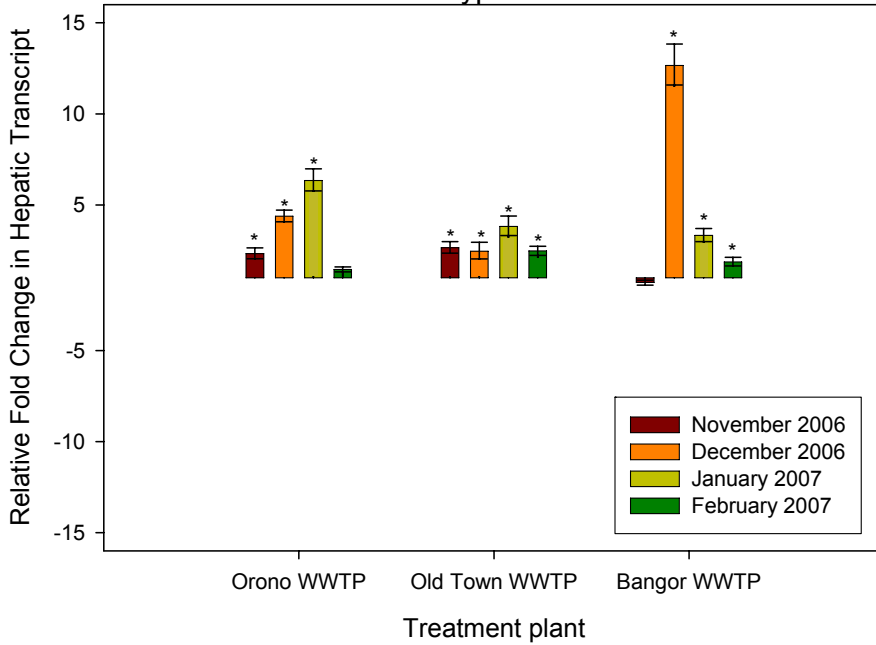 15
10
5
-5
-10
-15
Relative Fold Change in Hepatic Transcript
* * *
* * * *
* * *
November 2006
December 2006
January 2007
February 2007
Orono WWTP Old Town WWTP Bangor WWTP
Treatment plant